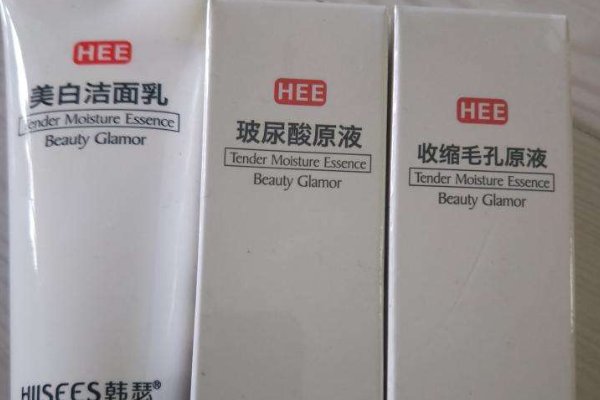 HEE
美白洁面乳
Tender Moisture Essence
Beauty Glamor
HIISEES韩瑟®
HEE
玻尿酸原液
Tender Moisture Essence
Beauty Glamor
HEE
收缩毛孔原液
Tender Moisture Essence
Beauty Glamor